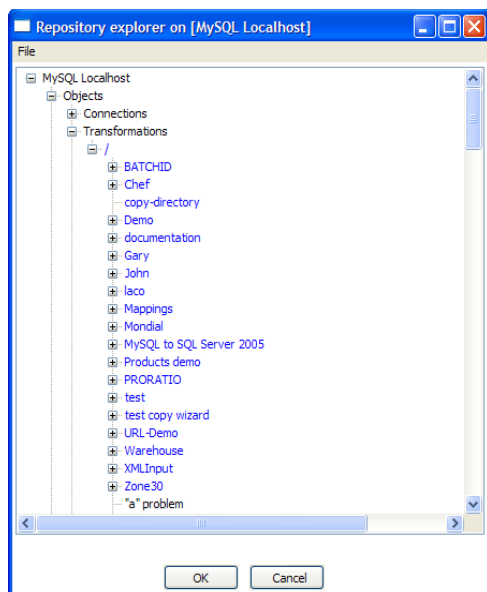 Repository explorer on [MySQL Localhost]
File
MySQL Localhost
Objects
Connections
Transformations
/
BATCHID
Chef
copy-directory
Demo
documentation
Gary
John
laco
Mappings
Mondial
MySQL to SQL Server 2005
Products demo
PRORATIO
test
test copy wizard
URL-Demo
Warehouse
XMLInput
Zone30
"a" problem
OK Cancel